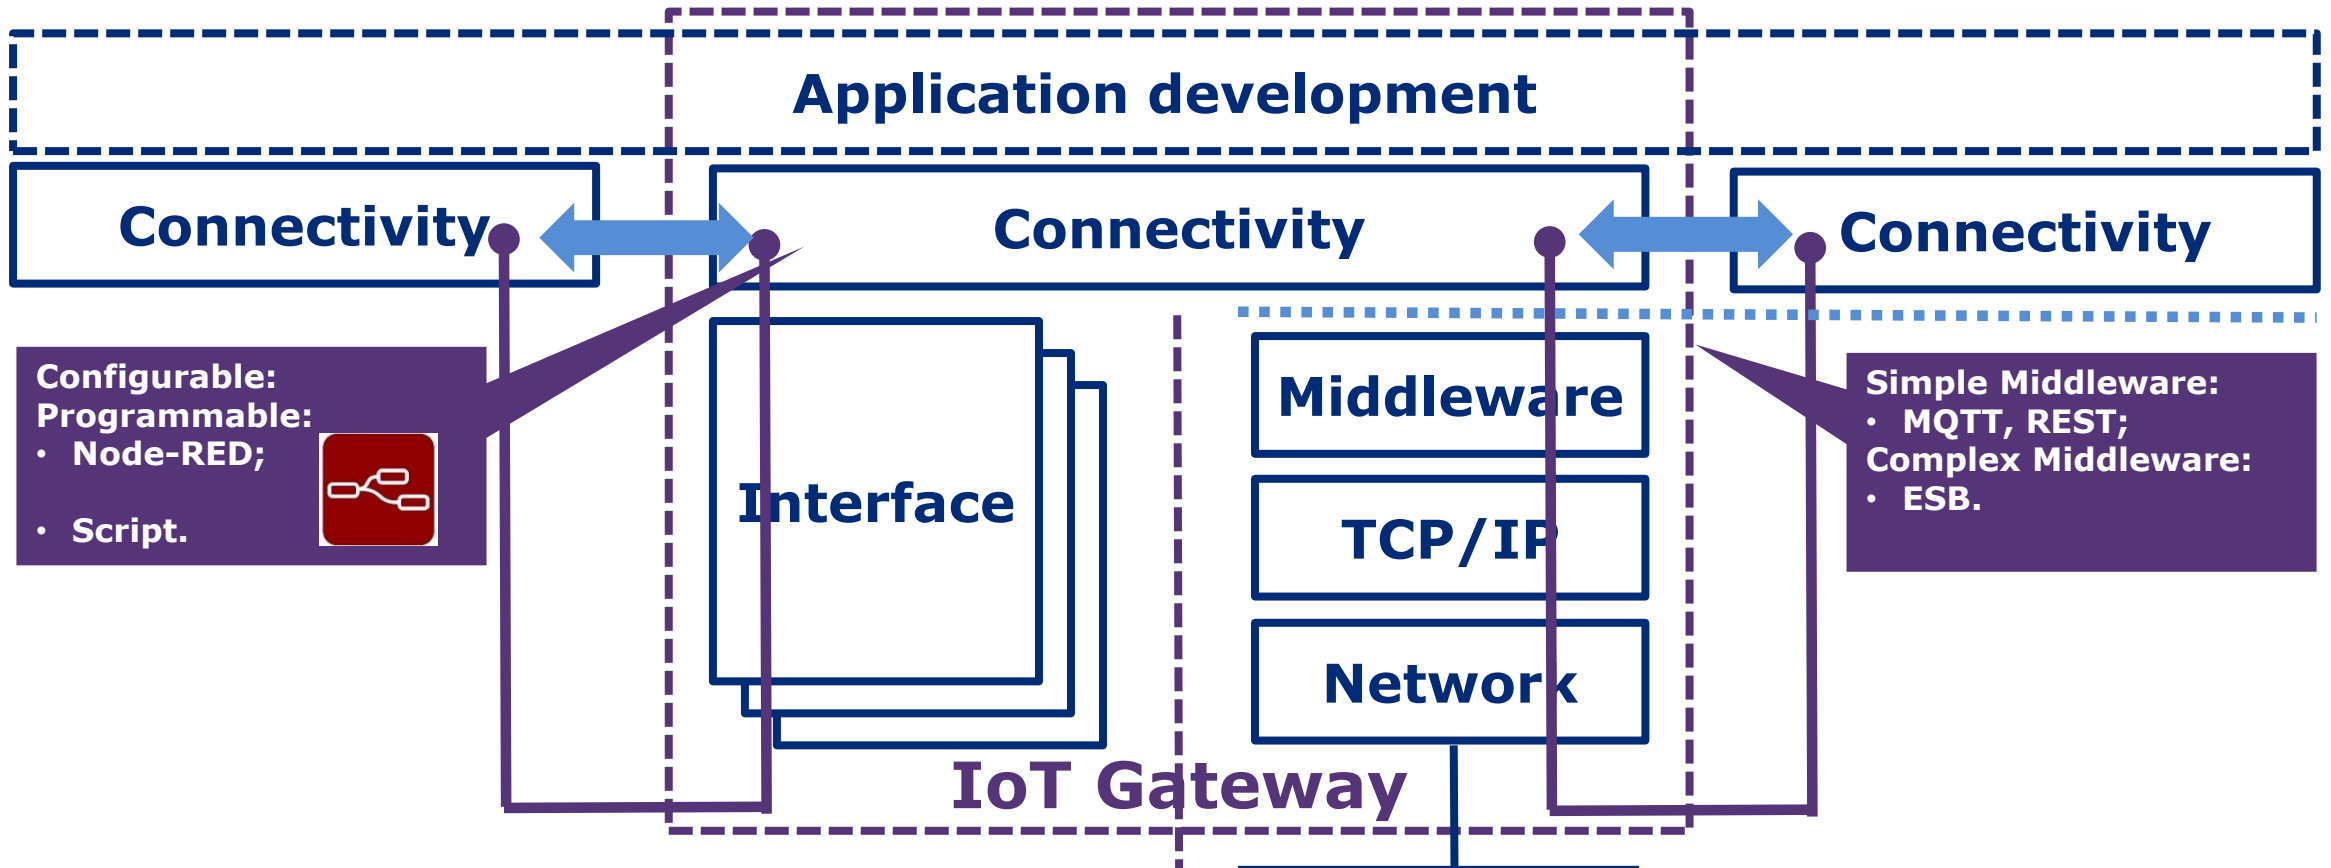 Application development
Connectivity
Connectivity
Connectivity
Configurable:
Programmable:
• Node-RED;
• Script.
Interface
Middleware
TCP/IP
Network
Simple Middleware:
• MQTT, REST;
Complex Middleware:
• ESB.
IoT Gateway